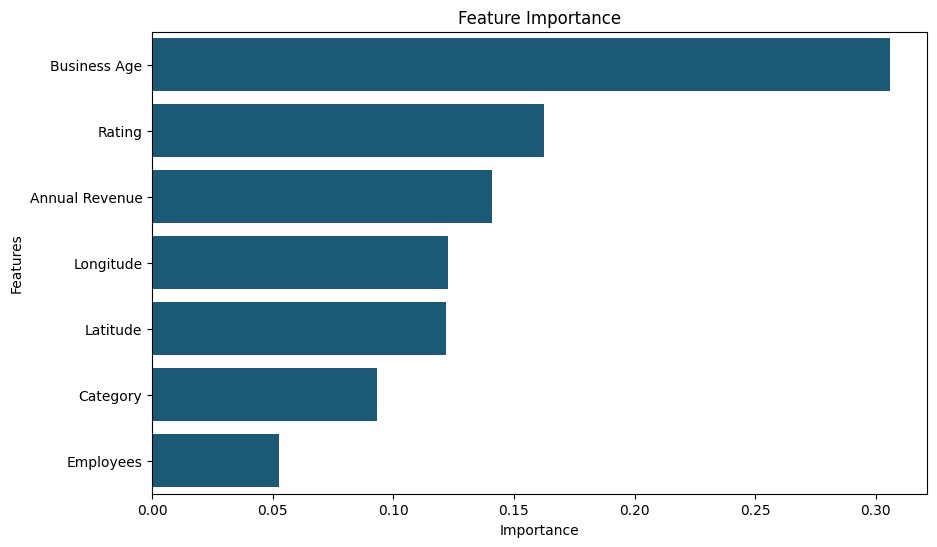 Feature Importance
Business Age
Rating
Annual Revenue
Longitude
Latitude
Category
Employees
Features
0.00 0.05 0.10 0.15 0.20 0.25 0.30
Importance